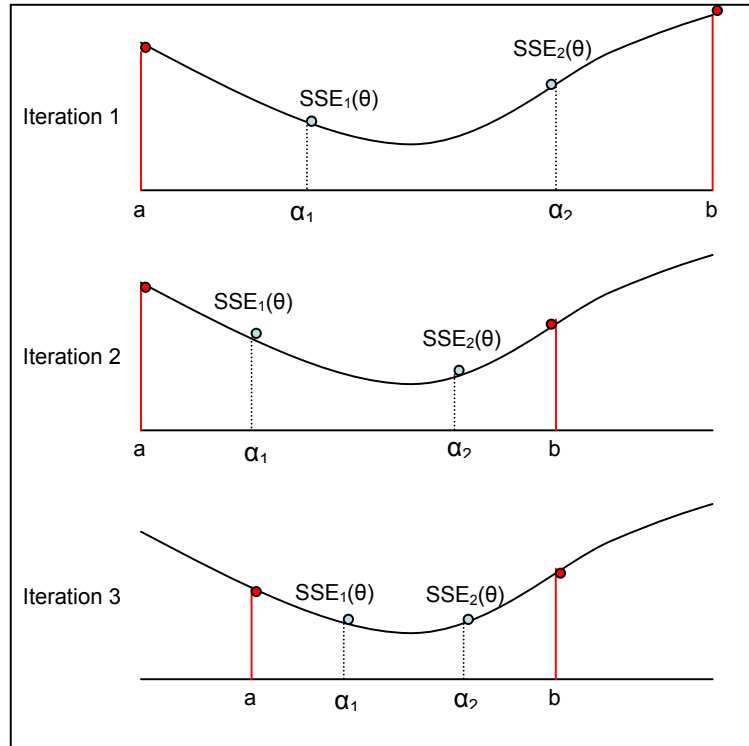 SSE₂(θ)
SSE₁(θ)
Iteration 1
a α₁ α₂ b
SSE₁(θ)
SSE₂(θ)
Iteration 2
a α₁ α₂ b
SSE₁(θ) SSE₂(θ)
Iteration 3
a α₁ α₂ b